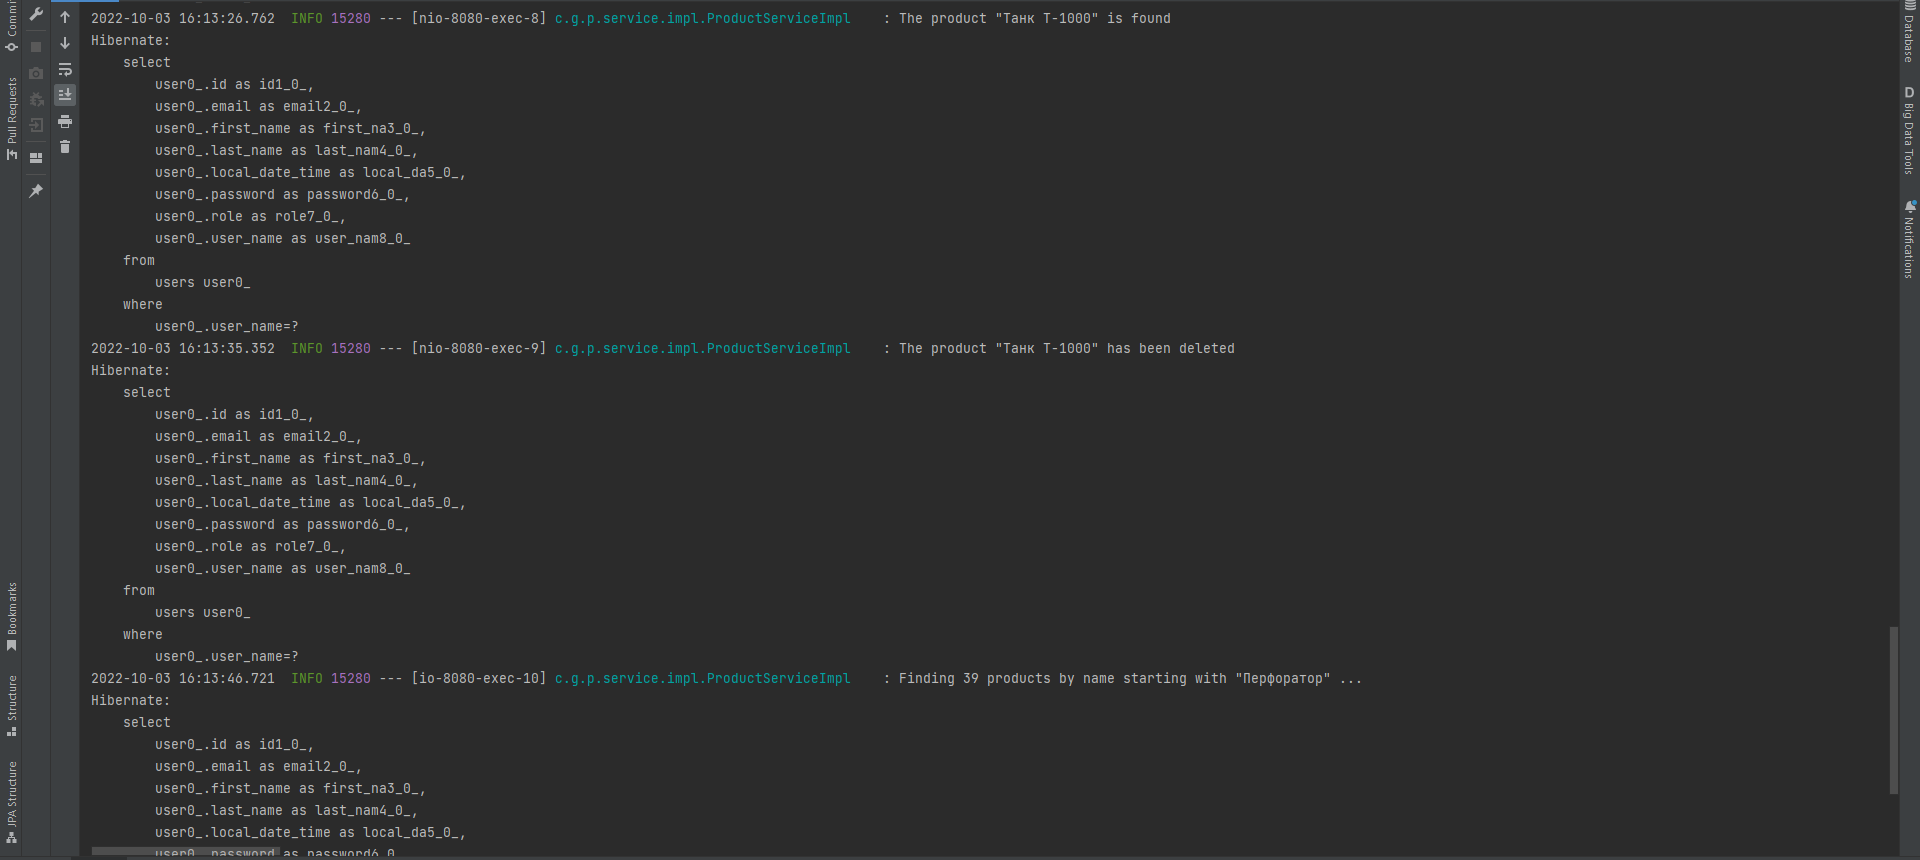 2022-10-03 16:13:26.762  INFO 15280 --- [nio-8080-exec-8] c.g.p.service.impl.ProductServiceImpl    : The product "Танк Т-1000" is found
Hibernate:
    select
        user0_.id as id1_0_,
        user0_.email as email2_0_,
        user0_.first_name as first_na3_0_,
        user0_.last_name as last_nam4_0_,
        user0_.local_date_time as local_da5_0_,
        user0_.password as password6_0_,
        user0_.role as role7_0_,
        user0_.user_name as user_nam8_0_
    from
        users user0_
    where
        user0_.user_name=?
2022-10-03 16:13:35.352  INFO 15280 --- [nio-8080-exec-9] c.g.p.service.impl.ProductServiceImpl    : The product "Танк Т-1000" has been deleted
Hibernate:
    select
        user0_.id as id1_0_,
        user0_.email as email2_0_,
        user0_.first_name as first_na3_0_,
        user0_.last_name as last_nam4_0_,
        user0_.local_date_time as local_da5_0_,
        user0_.password as password6_0_,
        user0_.role as role7_0_,
        user0_.user_name as user_nam8_0_
    from
        users user0_
    where
        user0_.user_name=?
2022-10-03 16:13:46.721  INFO 15280 --- [io-8080-exec-10] c.g.p.service.impl.ProductServiceImpl    : Finding 39 products by name starting with "Перфоратор" ...
Hibernate:
    select
        user0_.id as id1_0_,
        user0_.email as email2_0_,
        user0_.first_name as first_na3_0_,
        user0_.last_name as last_nam4_0_,
        user0_.local_date_time as local_da5_0_,
        user0_.password as password6_0_
Pull Requests
Bookmarks
Structure
JPA Structure
Database
D Big Data Tools
Notifications